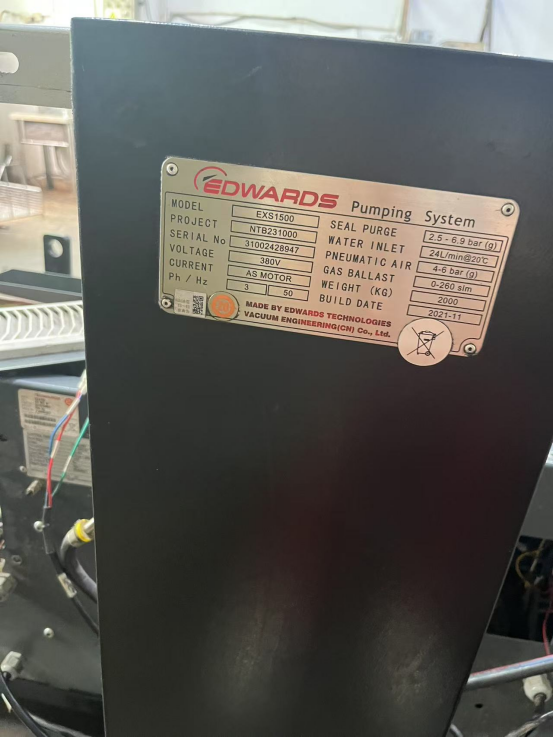 EDWARDS Pumping System
MODEL EXS1500
PROJECT NTB231000
SERIAL No 31002428947
VOLTAGE 380V
CURRENT AS MOTOR
Ph / Hz 3 50
SEAL PURGE 2.5 - 6.9 bar (g)
WATER INLET 24L/min@20℃
PNEUMATIC AIR 4-6 bar (g)
GAS BALLAST 0-260 slm
WEIGHT (KG) 2000
BUILD DATE 2021-11
MADE BY EDWARDS TECHNOLOGIES
VACUUM ENGINEERING(CN) Co., Ltd.